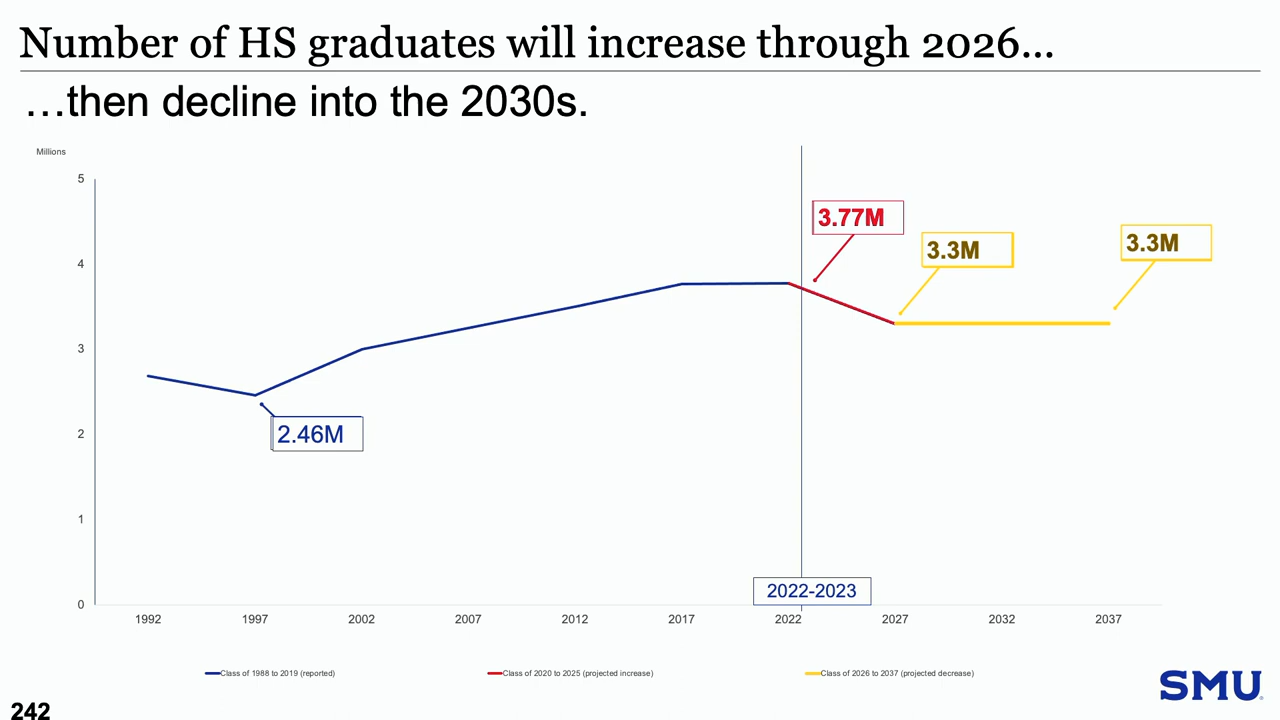 Number of HS graduates will increase through 2026...
...then decline into the 2030s.
Millions
5
4
3
2
1
0
3.77M
3.3M
3.3M
2.46M
2022-2023
1992 1997 2002 2007 2012 2017 2022 2027 2032 2037
Class of 1988 to 2019 (reported) Class of 2020 to 2025 (projected increase) Class of 2026 to 2037 (projected decrease)
SMU
242